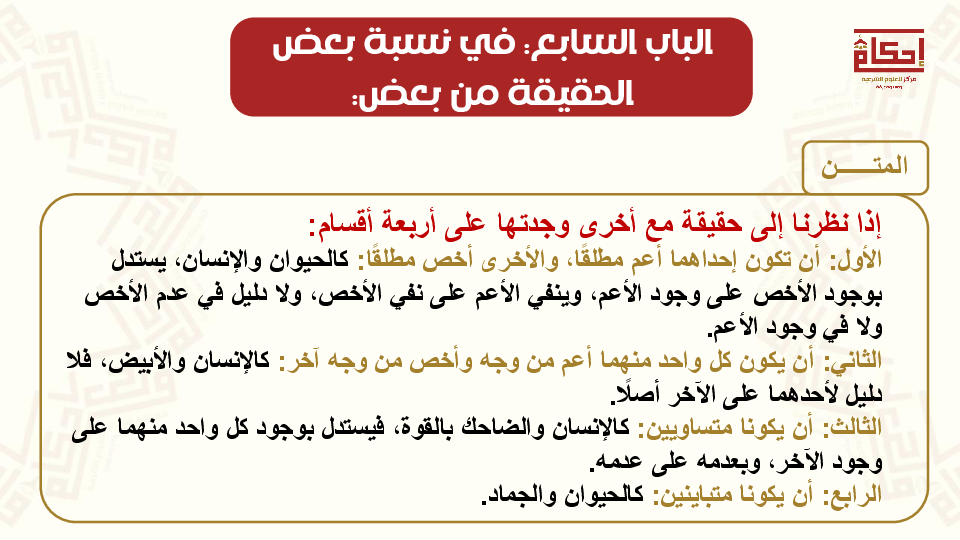 الباب السابع: في نسبة بعض
الحقيقة من بعض:
إحكام
مركز للعلوم الشرعية
المتـــــــن
إذا نظرنا إلى حقيقة مع أخرى وجدتها على أربعة أقسام:
الأول: أن تكون إحداهما أعم مطلقًا، والأخرى أخص مطلقًا: كالحيوان والإنسان، يستدل
بوجود الأخص على وجود الأعم، وينفي الأعم على نفي الأخص، ولا دليل في عدم الأخص
ولا في وجود الأعم.
الثاني: أن يكون كل واحد منهما أعم من وجه وأخص من وجه آخر: كالإنسان والأبيض، فلا
دليل لأحدهما على الآخر أصلًا.
الثالث: أن يكونا متساويين: كالإنسان والضاحك بالقوة، فيستدل بوجود كل واحد منهما على
وجود الآخر، وبعدمه على عدمه.
الرابع: أن يكونا متباينين: كالحيوان والجماد.